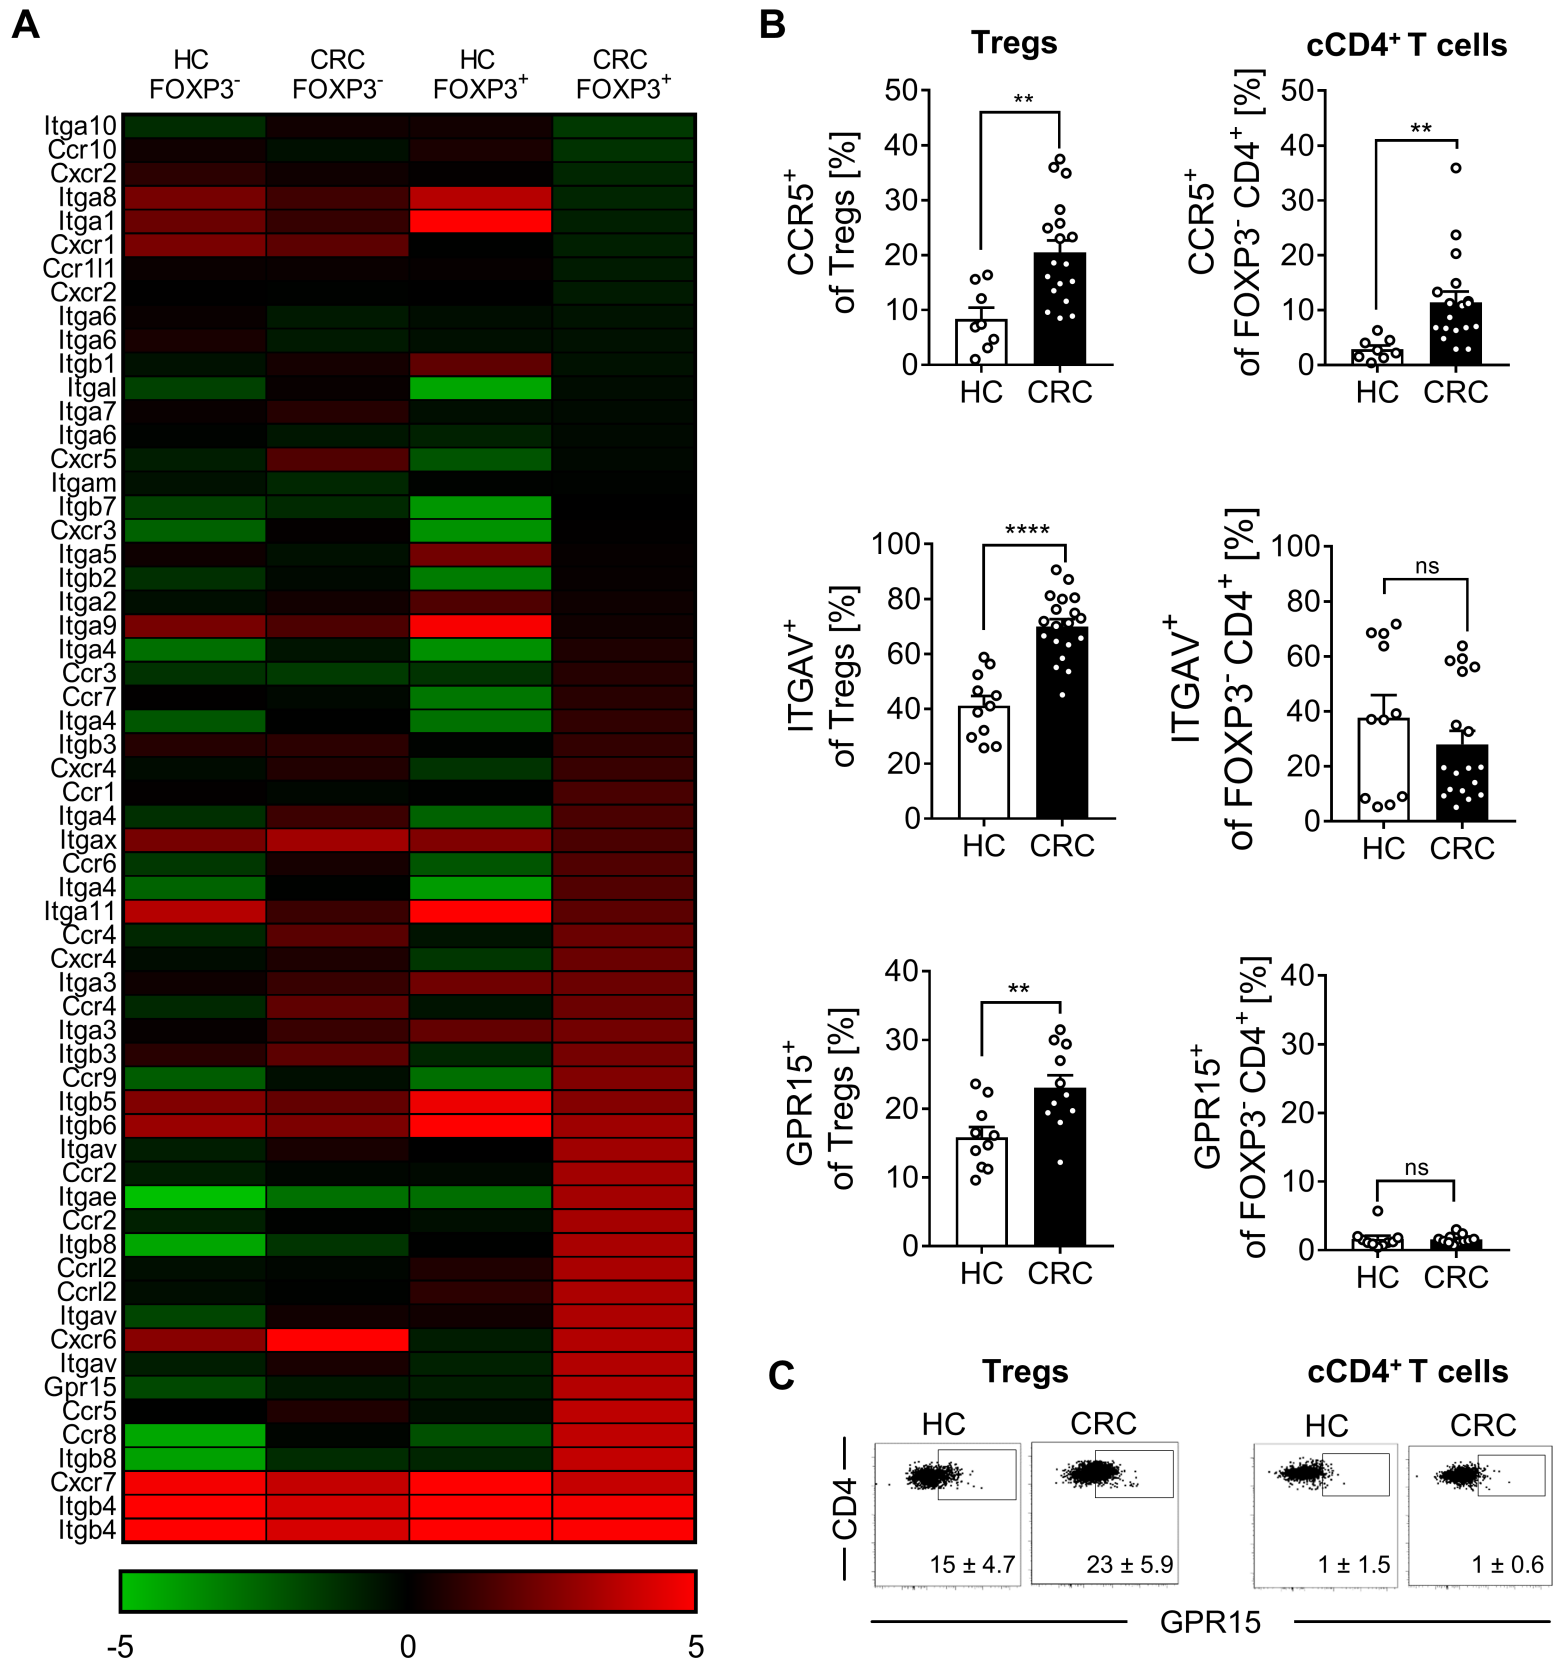 A
HC
FOXP3-
CRC
FOXP3-
HC
FOXP3+
CRC
FOXP3+
Itga10
Ccr10
Cxcr2
Itga8
Itga1
Cxcr1
Ccr1l1
Cxcr2
Itga6
Itga6
Itgb1
Itgal
Itga7
Itga6
Cxcr5
Itgam
Itgb7
Cxcr3
Itga5
Itgb2
Itga2
Itga9
Itga4
Ccr3
Ccr7
Itga4
Itgb3
Cxcr4
Ccr1
Itga4
Itgax
Ccr6
Itga4
Itga11
Ccr4
Cxcr4
Itga3
Ccr4
Itga3
Itgb3
Ccr9
Itgb5
Itgb6
Itgav
Ccr2
Itgae
Ccr2
Itgb8
Ccrl2
Ccrl2
Itgav
Cxcr6
Itgav
Gpr15
Ccr5
Ccr8
Itgb8
Cxcr7
Itgb4
Itgb4
-5 0 5
B
Tregs
CCR5+
of Tregs [%]
50
40
30
20
10
0
**
HC CRC
cCD4+ T cells
CCR5+
of FOXP3- CD4+ [%]
50
40
30
20
10
0
**
HC CRC
ITGAV+
of Tregs [%]
100
80
60
40
20
0
****
HC CRC
ITGAV+
of FOXP3- CD4+ [%]
100
80
60
40
20
0
ns
HC CRC
GPR15+
of Tregs [%]
40
30
20
10
0
**
HC CRC
GPR15+
of FOXP3- CD4+ [%]
40
30
20
10
0
ns
HC CRC
C
Tregs
cCD4+ T cells
HC CRC HC CRC
CD4
15 ± 4.7
23 ± 5.9
1 ± 1.5
1 ± 0.6
GPR15